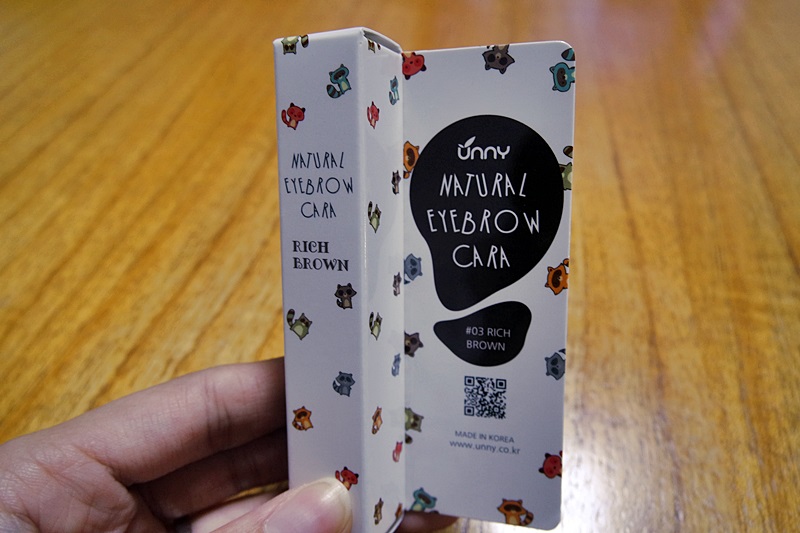 NATURAL
EYEBROW
CARA
RICH
BROWN
UNNY
NATURAL
EYEBROW
CARA
#03 RICH
BROWN
MADE IN KOREA
www.unny.co.kr